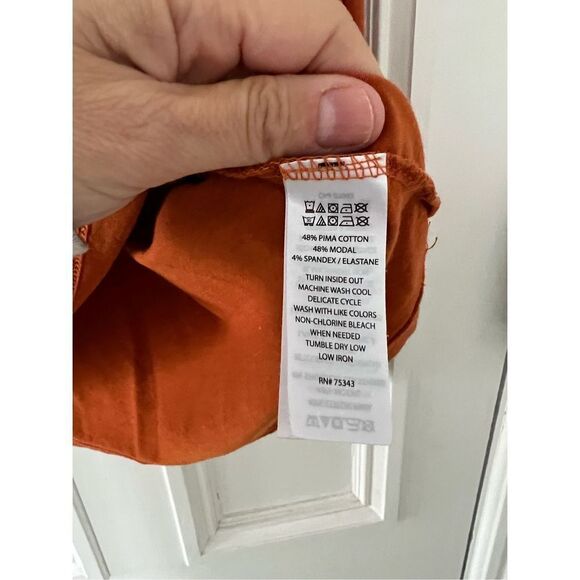 48% PIMA COTTON
48% MODAL
4% SPANDEX / ELASTANE
TURN INSIDE OUT
MACHINE WASH COOL
DELICATE CYCLE
WASH WITH LIKE COLORS
NON-CHLORINE BLEACH
WHEN NEEDED
TUMBLE DRY LOW
LOW IRON
RN# 75343